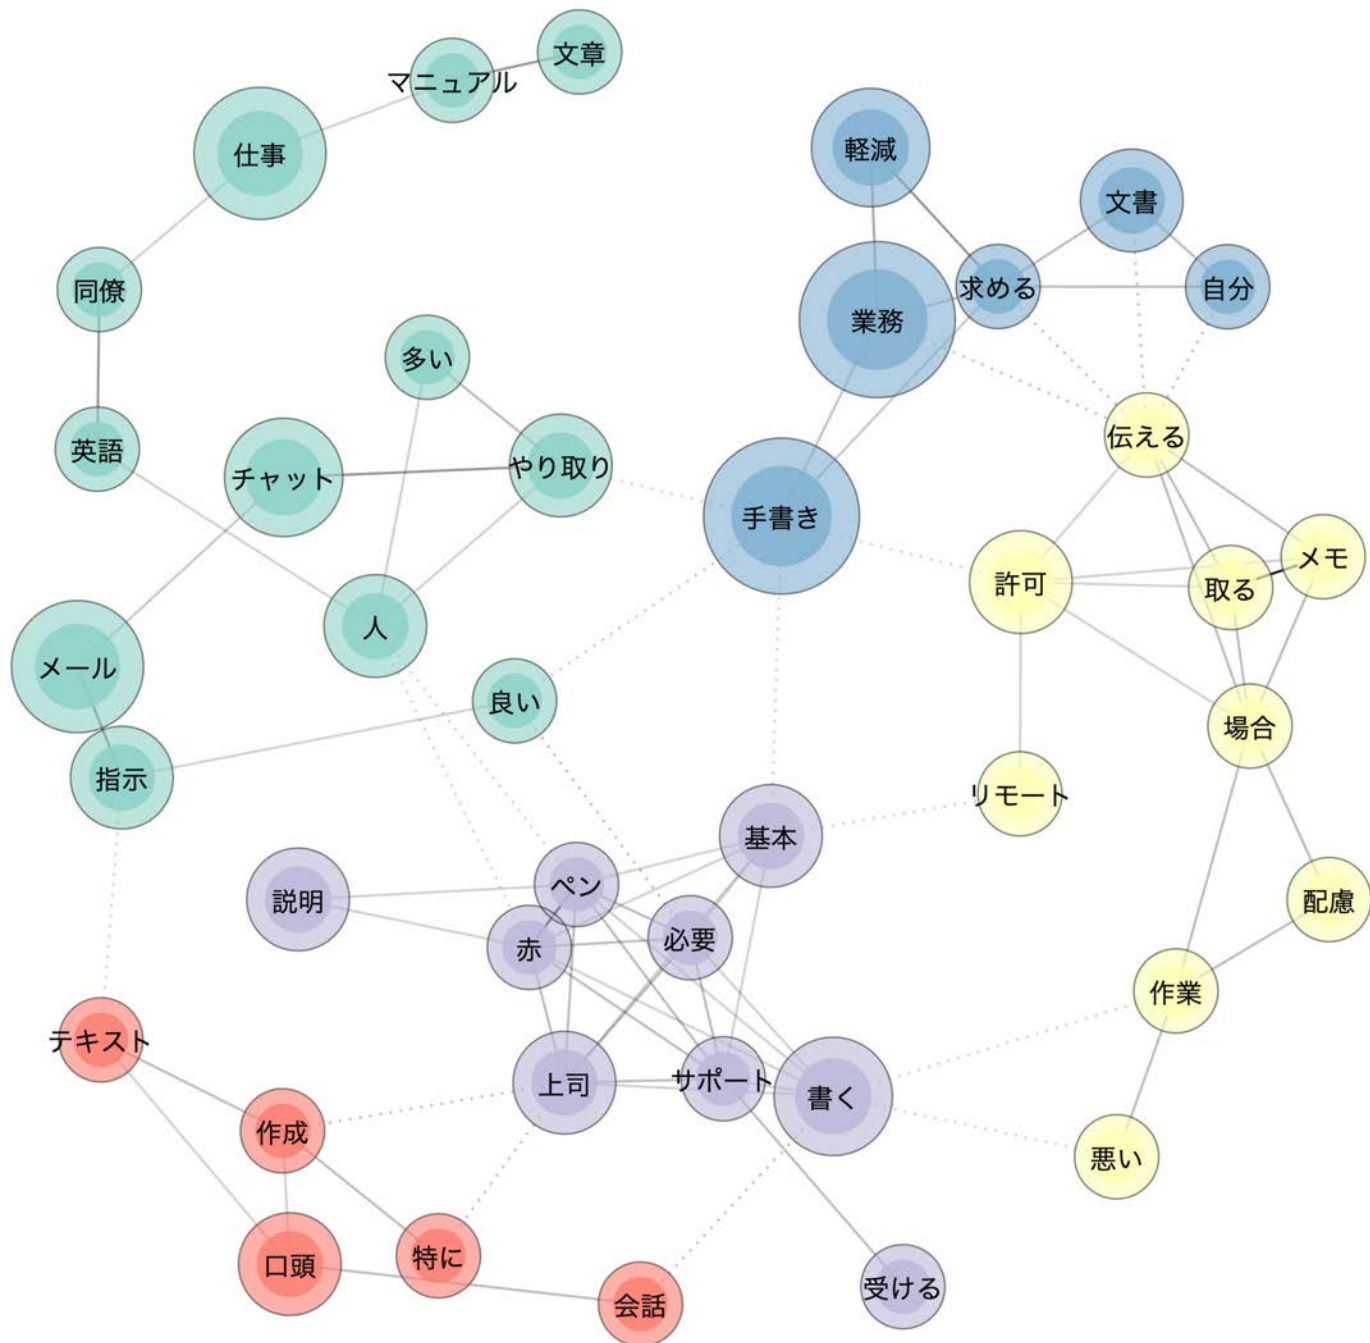 文章
マニュアル
仕事
軽減
文書
同僚
求める
自分
業務
多い
伝える
英語
チャット
やり取り
手書き
メモ
許可
取る
人
メール
良い
場合
指示
リモート
基本
ペン
説明
配慮
赤
必要
作業
テキスト
上司
サポート
書く
作成
悪い
口頭
特に
受ける
会話